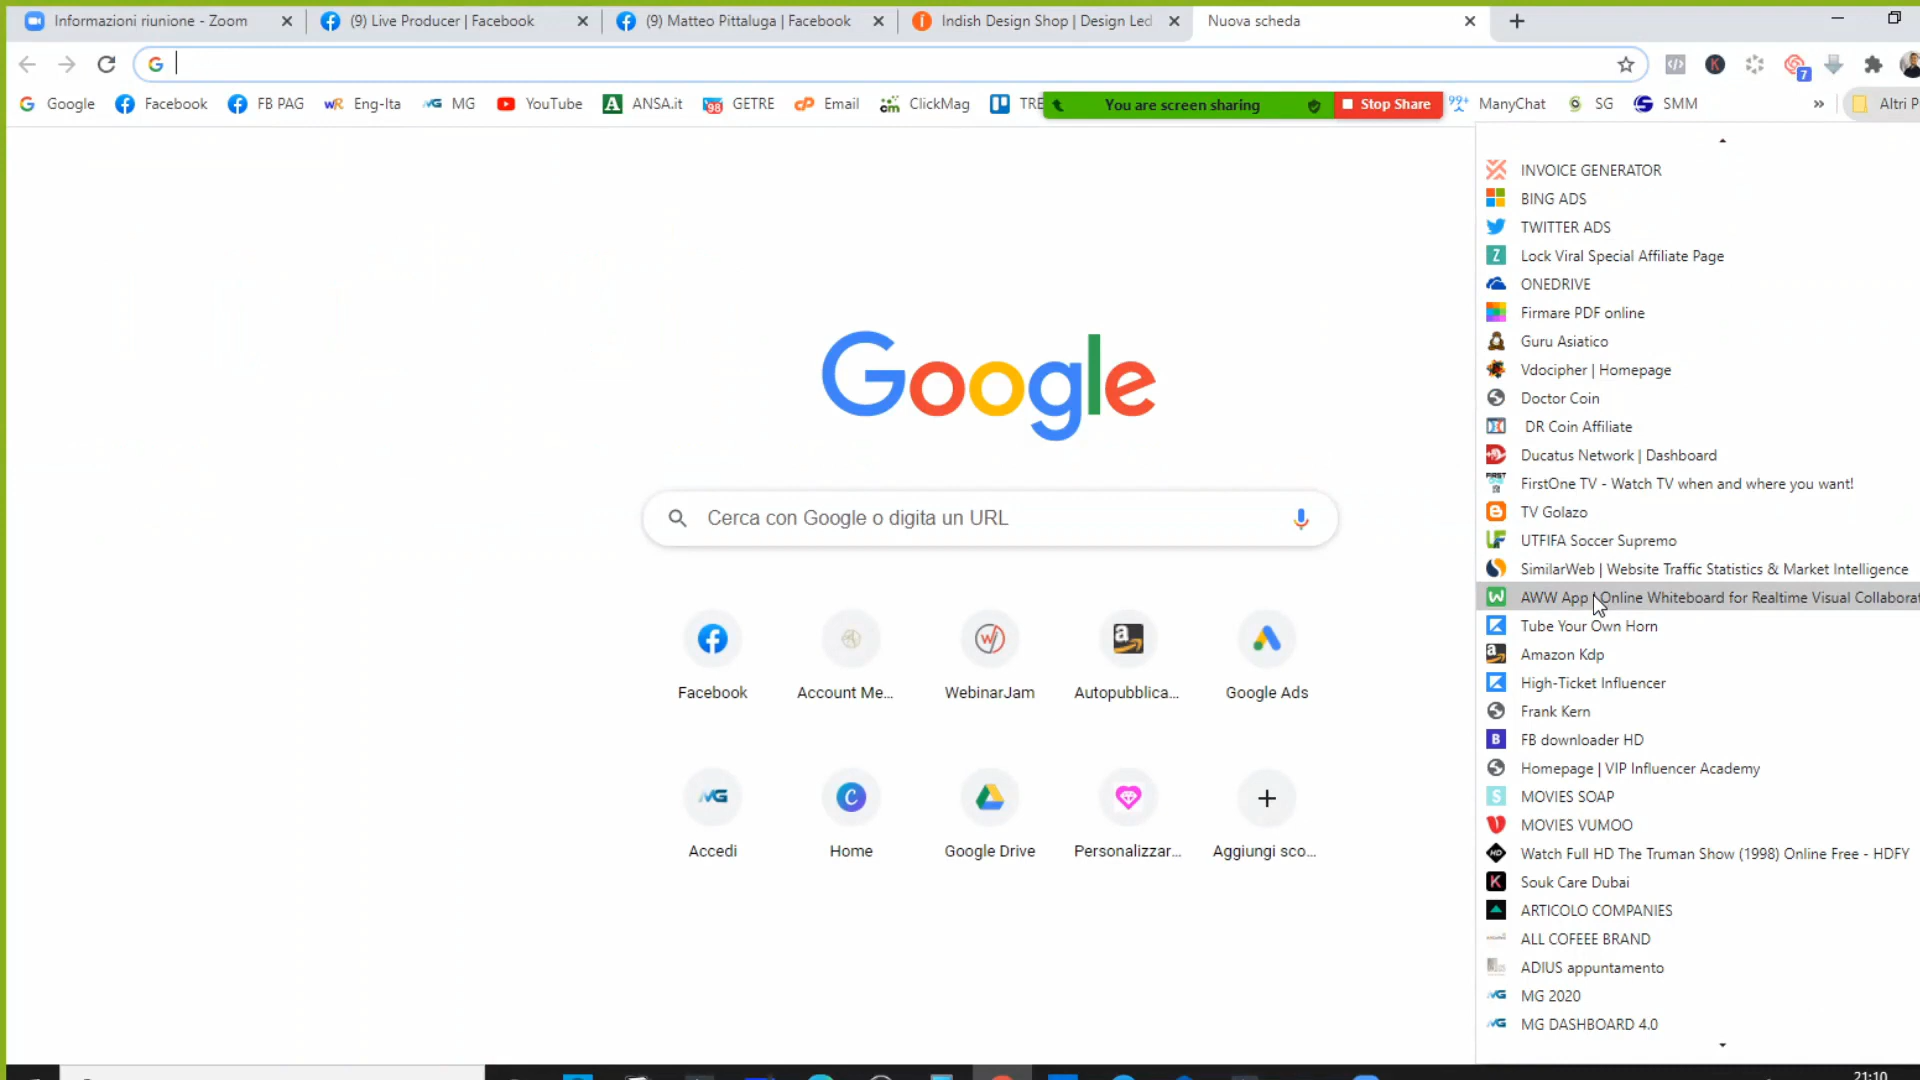 Informazioni riunione - Zoom
(9) Live Producer | Facebook
(9) Matteo Pittaluga | Facebook
Indish Design Shop | Design Led
Nuova scheda
7
Google
Facebook
FB PAG
Eng-Ita
MG
YouTube
ANSA.it
GETRE
Email
ClickMag
TRE
You are screen sharing
Stop Share
99+
ManyChat
SG
SMM
Altri P
Google
Cerca con Google o digita un URL
Facebook
Account Me...
WebinarJam
Autopubblica...
Google Ads
Accedi
Home
Google Drive
Personalizzar...
Aggiungi sco...
INVOICE GENERATOR
BING ADS
TWITTER ADS
Lock Viral Special Affiliate Page
ONEDRIVE
Firmare PDF online
Guru Asiatico
Vdocipher | Homepage
Doctor Coin
DR Coin Affiliate
Ducatus Network | Dashboard
FirstOne TV - Watch TV when and where you want!
TV Golazo
UTFIFA Soccer Supremo
SimilarWeb | Website Traffic Statistics & Market Intelligence
AWW App | Online Whiteboard for Realtime Visual Collaborat
Tube Your Own Horn
Amazon Kdp
High-Ticket Influencer
Frank Kern
FB downloader HD
Homepage | VIP Influencer Academy
MOVIES SOAP
MOVIES VUMOO
Watch Full HD The Truman Show (1998) Online Free - HDFY
Souk Care Dubai
ARTICOLO COMPANIES
ALL COFEEE BRAND
ADIUS appuntamento
MG 2020
MG DASHBOARD 4.0
21:10